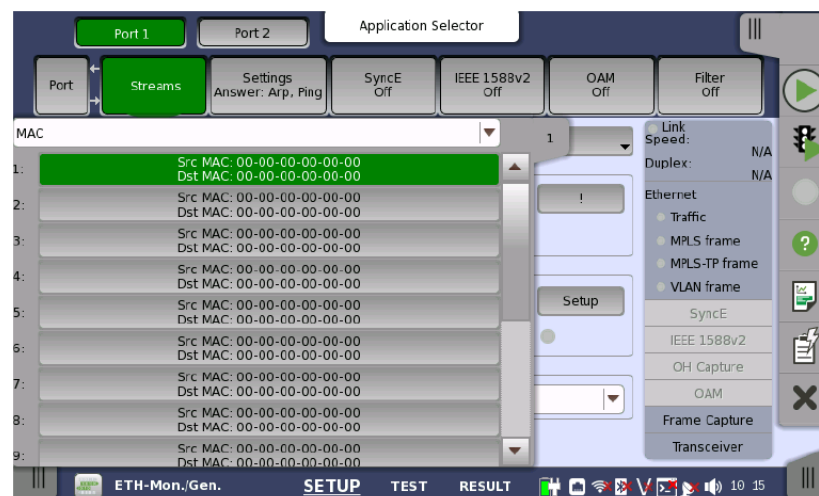 Application Selector
Port 1
Port 2
Port
Streams
Settings
Answer: Arp, Ping
SyncE
Off
IEEE 1588v2
Off
OAM
Off
Filter
Off
MAC
1
1:
Src MAC: 00-00-00-00-00-00
Dst MAC: 00-00-00-00-00-00
2:
Src MAC: 00-00-00-00-00-00
Dst MAC: 00-00-00-00-00-00
3:
Src MAC: 00-00-00-00-00-00
Dst MAC: 00-00-00-00-00-00
4:
Src MAC: 00-00-00-00-00-00
Dst MAC: 00-00-00-00-00-00
5:
Src MAC: 00-00-00-00-00-00
Dst MAC: 00-00-00-00-00-00
6:
Src MAC: 00-00-00-00-00-00
Dst MAC: 00-00-00-00-00-00
7:
Src MAC: 00-00-00-00-00-00
Dst MAC: 00-00-00-00-00-00
8:
Src MAC: 00-00-00-00-00-00
Dst MAC: 00-00-00-00-00-00
9:
Src MAC: 00-00-00-00-00-00
Dst MAC: 00-00-00-00-00-00
!
Setup
Link
Speed:
N/A
Duplex:
N/A
Ethernet
Traffic
MPLS frame
MPLS-TP frame
VLAN frame
SyncE
IEEE 1588v2
OH Capture
OAM
Frame Capture
Transceiver
?
ETH-Mon./Gen.
SETUP
TEST
RESULT
10 15